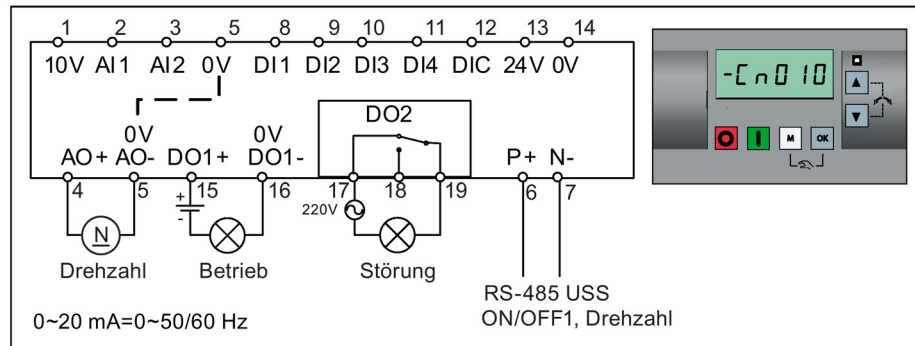 1 2 3 5 8 9 10 11 12 13 14
10V AI1 AI2 0V DI1 DI2 DI3 DI4 DIC 24V 0V
-Cn010
M OK
0V 0V DO2
AO+ AO- DO1+ DO1- P+ N-
4 5 15 16 17 18 19 6 7
+
-
220V
N
Drehzahl Betrieb Störung
RS-485 USS
ON/OFF1, Drehzahl
0~20 mA=0~50/60 Hz